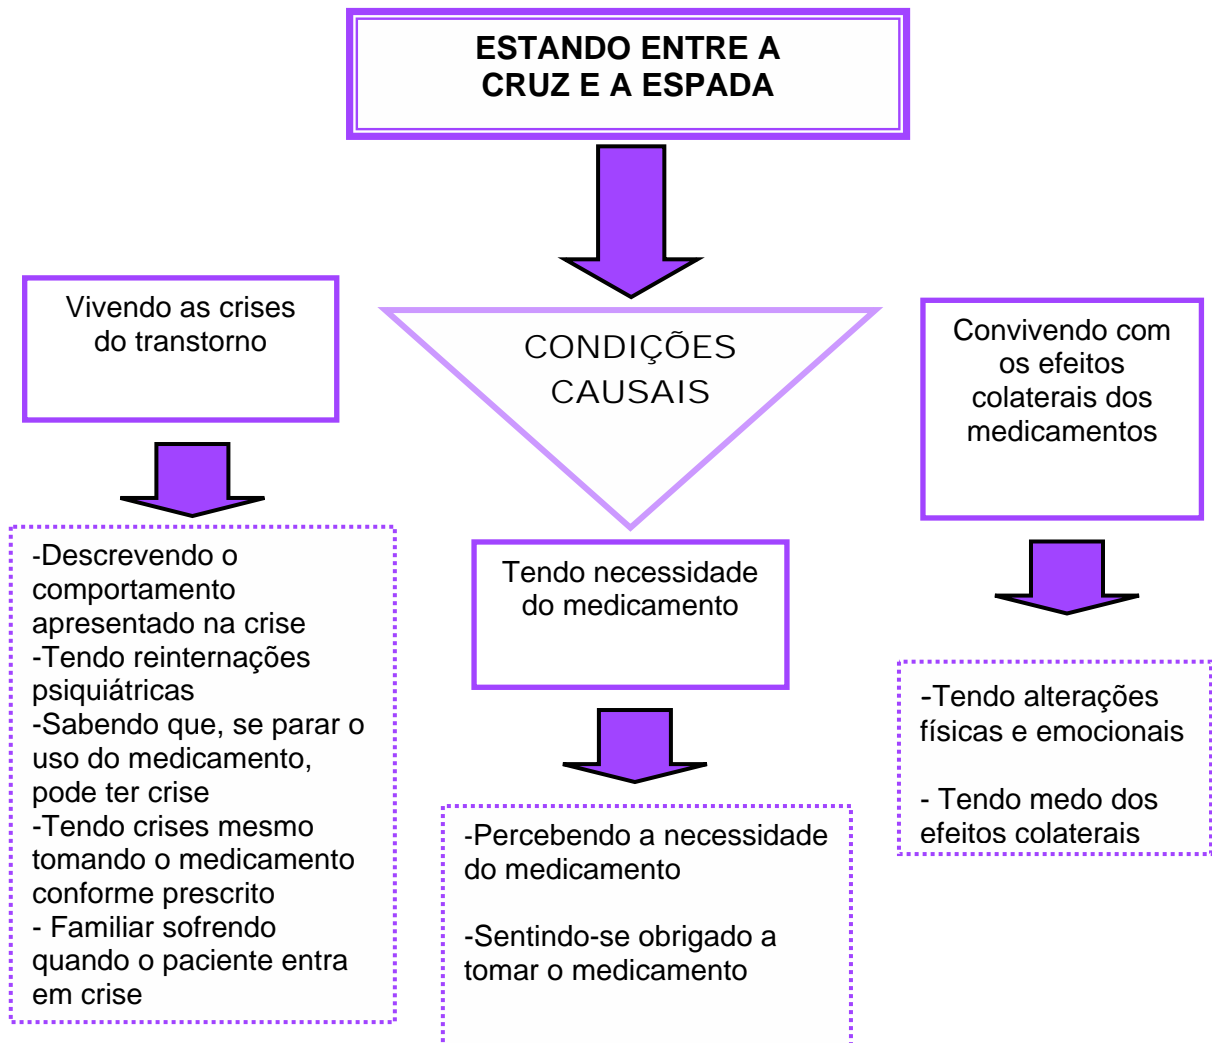 ESTANDO ENTRE A
CRUZ E A ESPADA
Vivendo as crises
do transtorno
CONDIÇÕES
CAUSAIS
Convivendo com
os efeitos
colaterais dos
medicamentos
-Descrevendo o
comportamento
apresentado na crise
-Tendo reinternações
psiquiátricas
-Sabendo que, se parar o
uso do medicamento,
pode ter crise
-Tendo crises mesmo
tomando o medicamento
conforme prescrito
- Familiar sofrendo
quando o paciente entra
em crise
Tendo necessidade
do medicamento
-Percebendo a necessidade
do medicamento
-Sentindo-se obrigado a
tomar o medicamento
-Tendo alterações
físicas e emocionais
- Tendo medo dos
efeitos colaterais